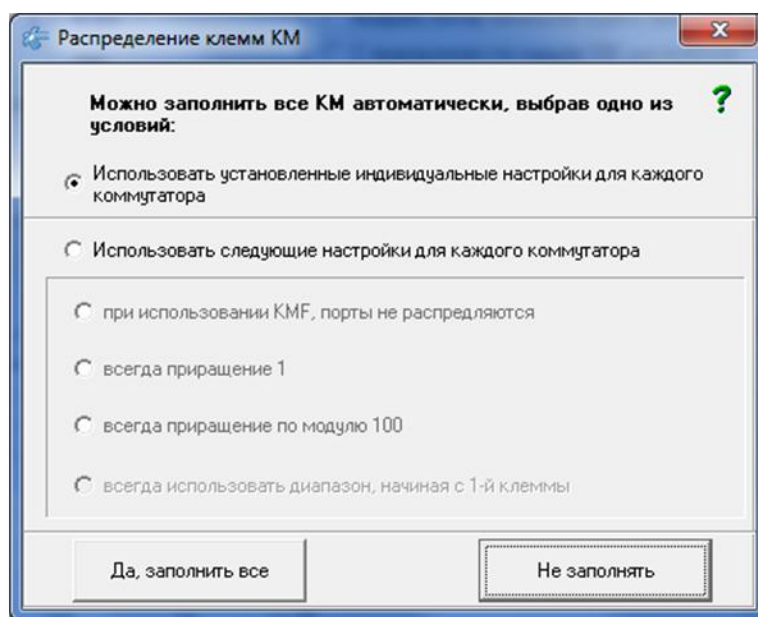 Распределение клемм КМ
Можно заполнить все КМ автоматически, выбрав одно из
условий:
?
Использовать установленные индивидуальные настройки для каждого
коммутатора
Использовать следующие настройки для каждого коммутатора
при использовании KMF, порты не распредляются
всегда приращение 1
всегда приращение по модулю 100
всегда использовать диапазон, начиная с 1-й клеммы
Да, заполнить все
Не заполнять